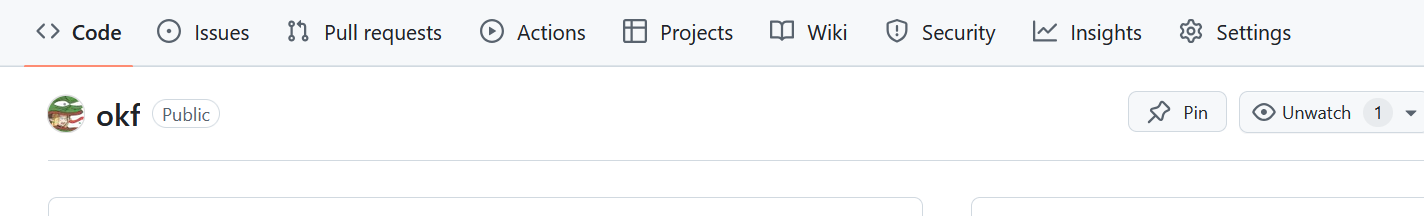 Code Issues Pull requests Actions Projects Wiki Security Insights Settings
okf Public Pin Unwatch 1